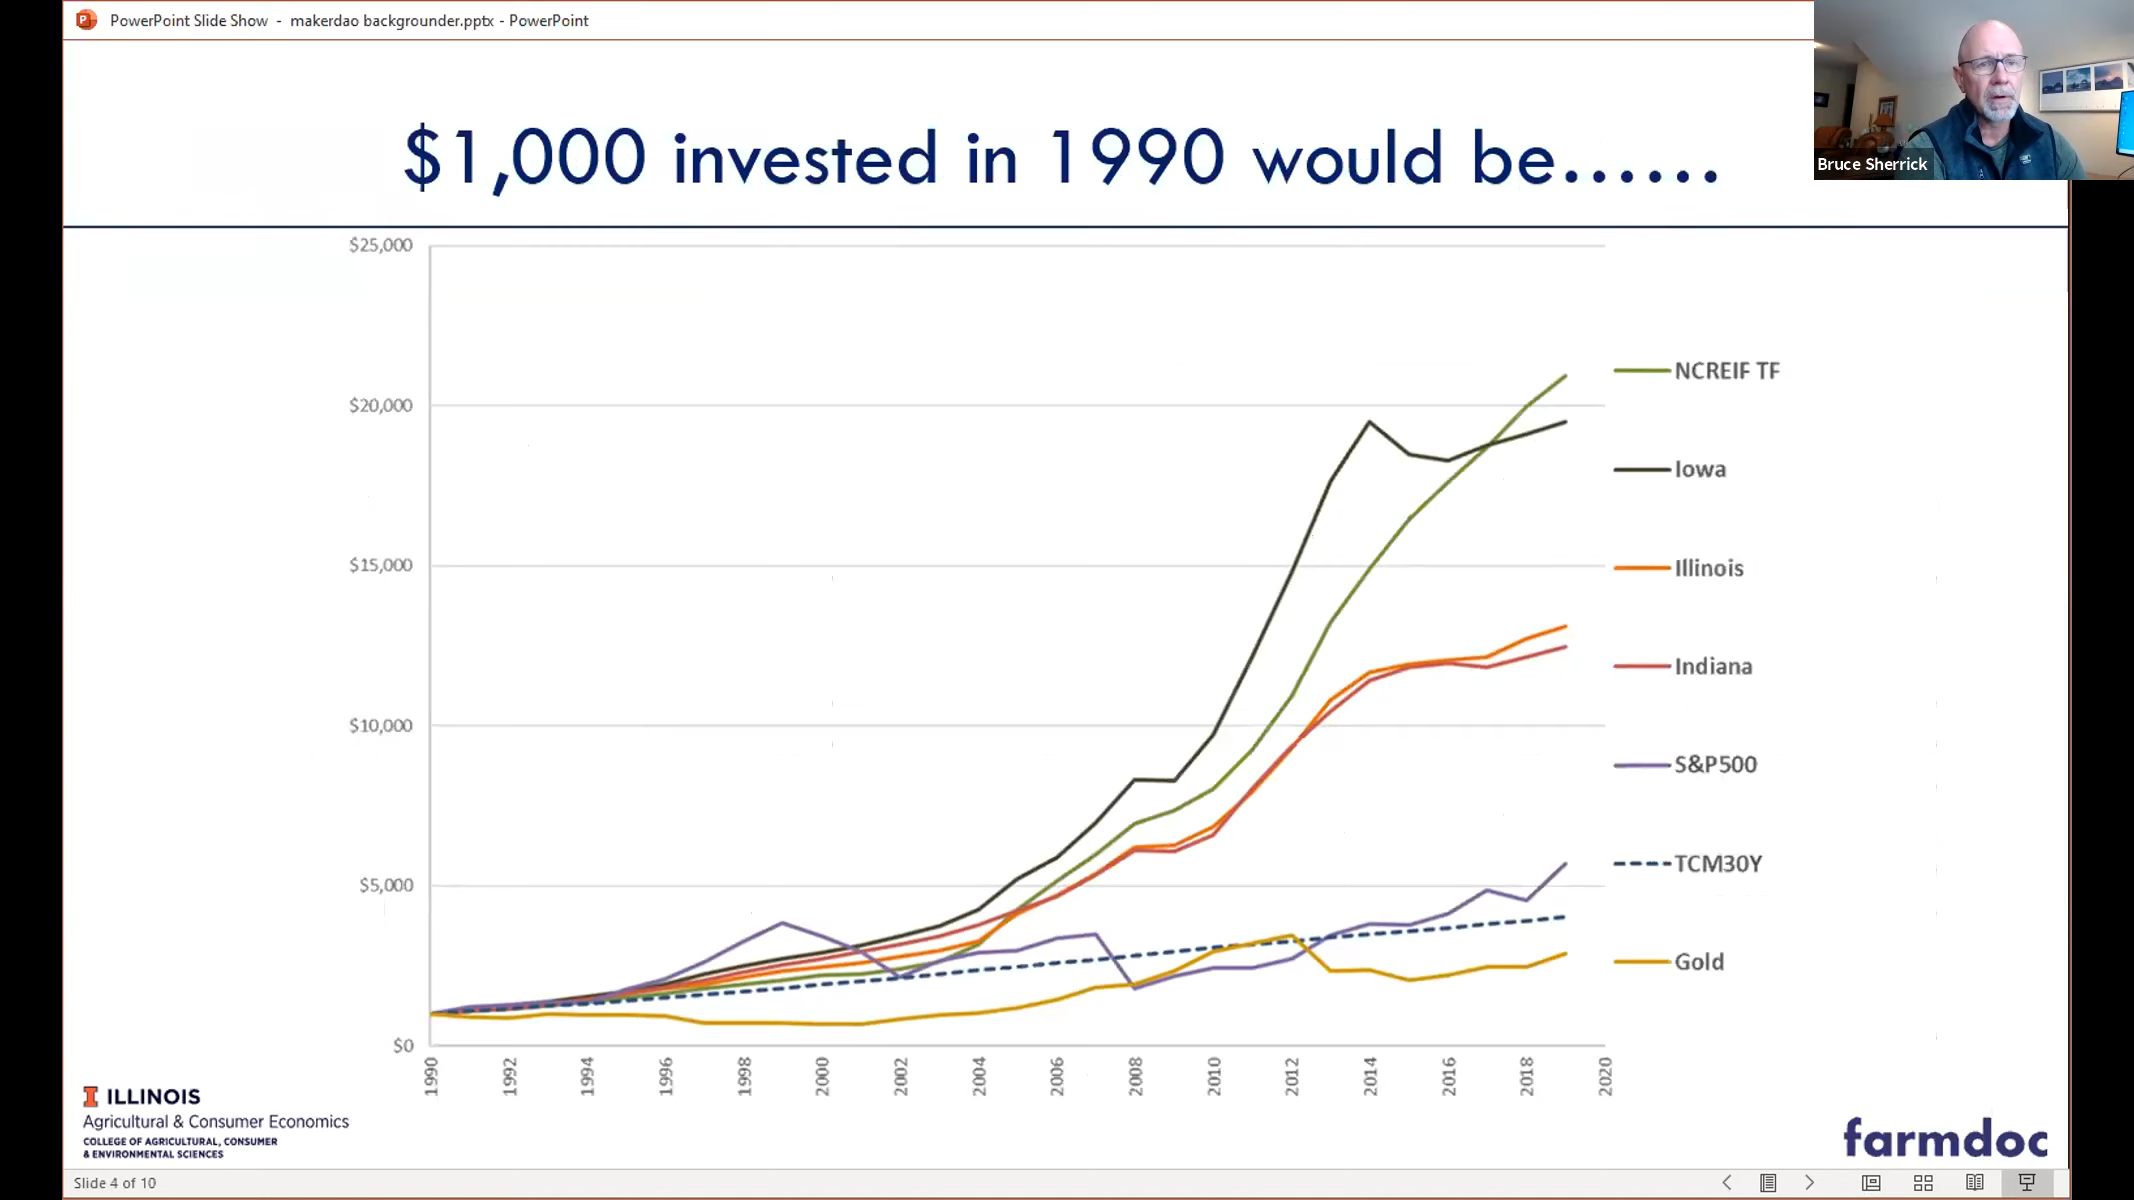 PowerPoint Slide Show - makerdao backgrounder.pptx - PowerPoint
Bruce Sherrick
$1,000 invested in 1990 would be......
$25,000
$20,000
$15,000
$10,000
$5,000
$0
1990
1992
1994
1996
1998
2000
2002
2004
2006
2008
2010
2012
2014
2016
2018
2020
NCREIF TF
Iowa
Illinois
Indiana
S&P500
TCM30Y
Gold
I ILLINOIS
Agricultural & Consumer Economics
COLLEGE OF AGRICULTURAL, CONSUMER
& ENVIRONMENTAL SCIENCES
farmdoc
Slide 4 of 10